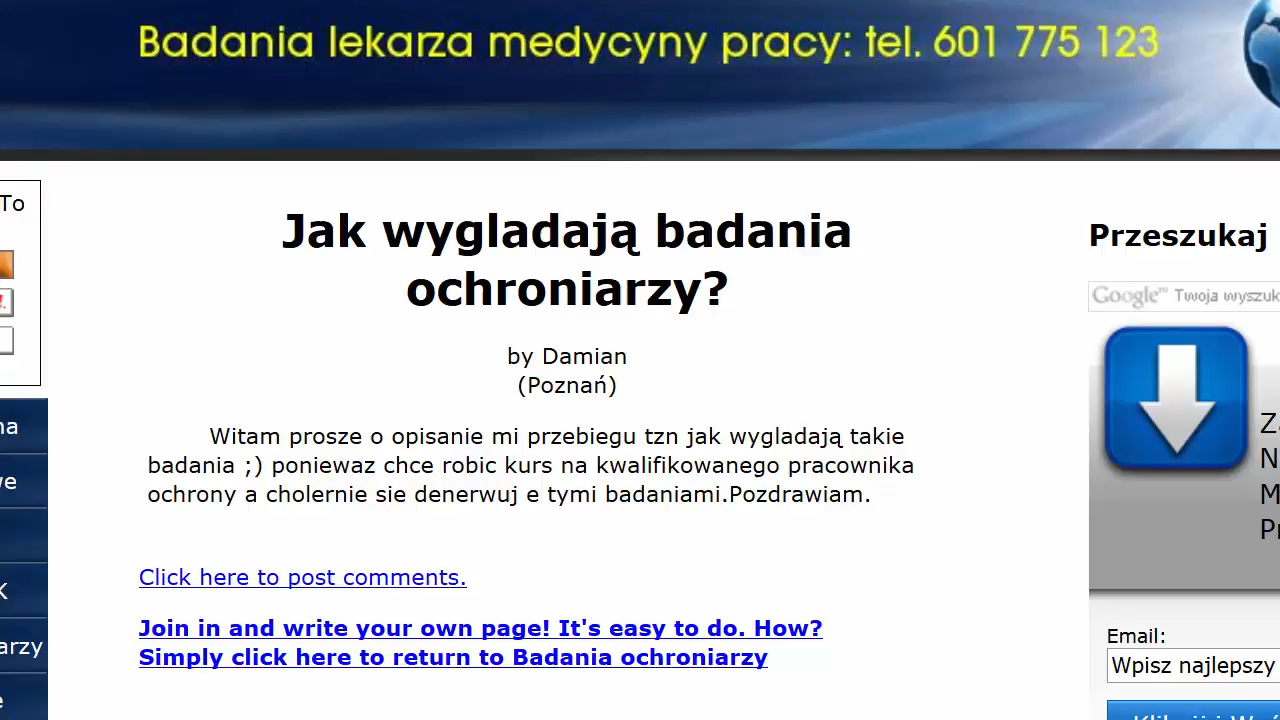 Badania lekarza medycyny pracy: tel. 601 775 123
To
Jak wygladają badania
ochroniarzy?
by Damian
(Poznań)
Witam prosze o opisanie mi przebiegu tzn jak wygladają takie
badania ;) poniewaz chce robic kurs na kwalifikowanego pracownika
ochrony a cholernie sie denerwuj e tymi badaniami.Pozdrawiam.
Click here to post comments.
Join in and write your own page! It's easy to do. How?
Simply click here to return to Badania ochroniarzy
Przeszukaj
Google™ Twoja wyszuk
Email:
Wpisz najlepszy